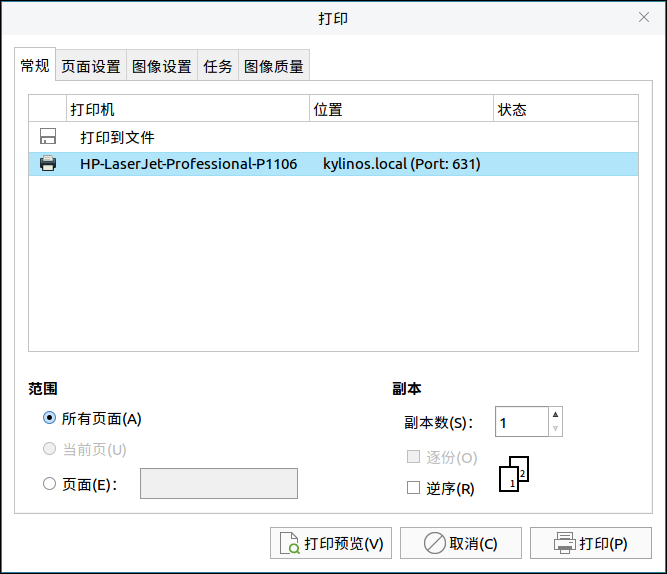 打印
常规 页面设置 图像设置 任务 图像质量
打印机 位置 状态
打印到文件
HP-LaserJet-Professional-P1106 kylinos.local (Port: 631)
范围 副本
所有页面(A) 副本数(S): 1
当前页(U) 逐份(O)
页面(E): 逆序(R)
1 2
打印预览(V) 取消(C) 打印(P)